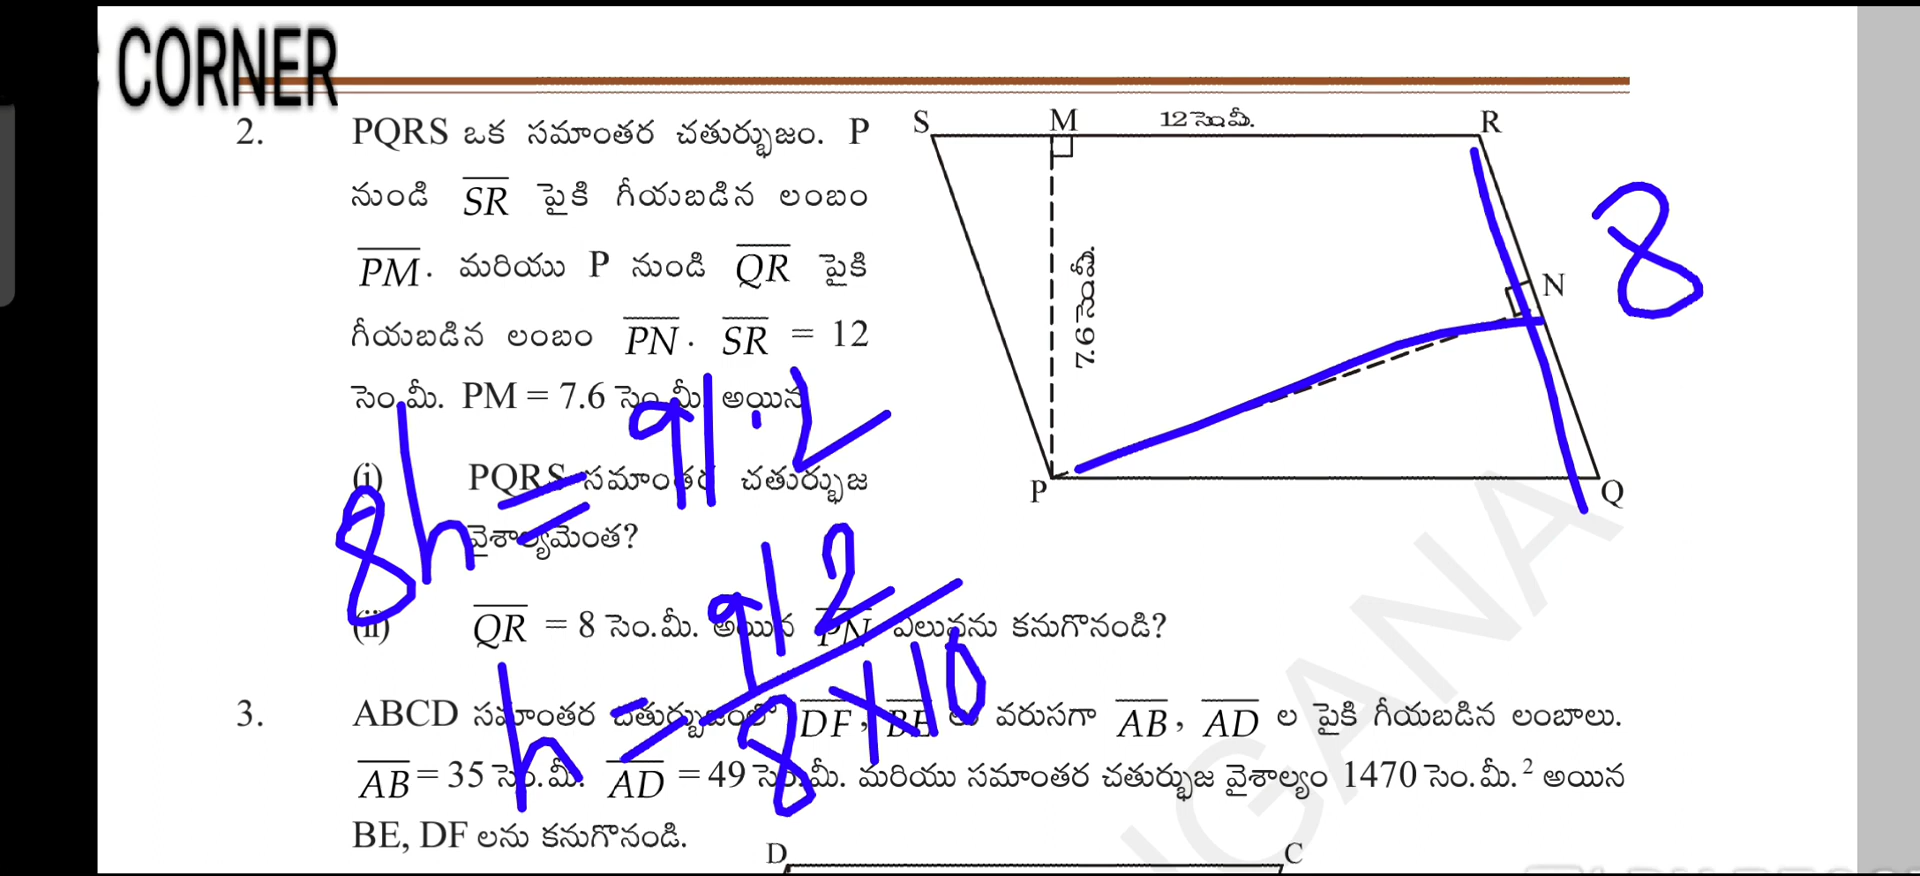 CORNER
2. PQRS ఒక సమాంతర చతుర్భుజం. P
నుండి SR పైకి గీయబడిన లంబం
PM. మరియు P నుండి QR పైకి
గీయబడిన లంబం PN. SR = 12
సెం.మీ. PM = 7.6 సెం.మీ. అయిన
(i) PQRS సమాంతర చతుర్భుజ
వైశాల్యమెంత?
(ii) QR = 8 సెం.మీ. అయిన PN విలువను కనుగొనండి?
S M 12 సెం.మీ. R
7.6 సెం.మీ.
N
P Q
8
8h = 91.2
h = 912
8 × 10
3. ABCD సమాంతర చతుర్భుజంలో DF, BE లు వరుసగా AB, AD ల పైకి గీయబడిన లంబాలు.
AB = 35 సెం.మీ. AD = 49 సెం.మీ. మరియు సమాంతర చతుర్భుజ వైశాల్యం 1470 సెం.మీ.² అయిన
BE, DF లను కనుగొనండి.
D C
NGANA